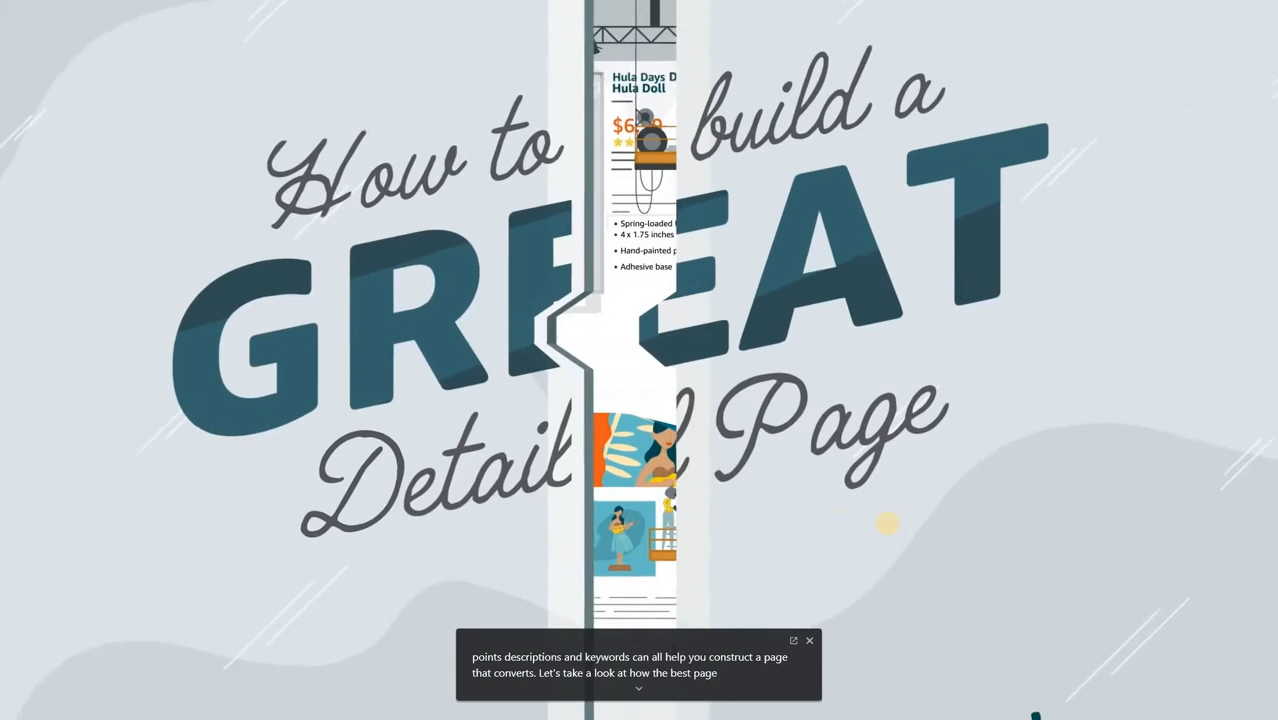 How to build a
GREAT
Detail Page
Hula Days D
Hula Doll
• Spring-loaded
• 4 x 1.75 inches
• Hand-painted p
• Adhesive base
points descriptions and keywords can all help you construct a page
that converts. Let's take a look at how the best page